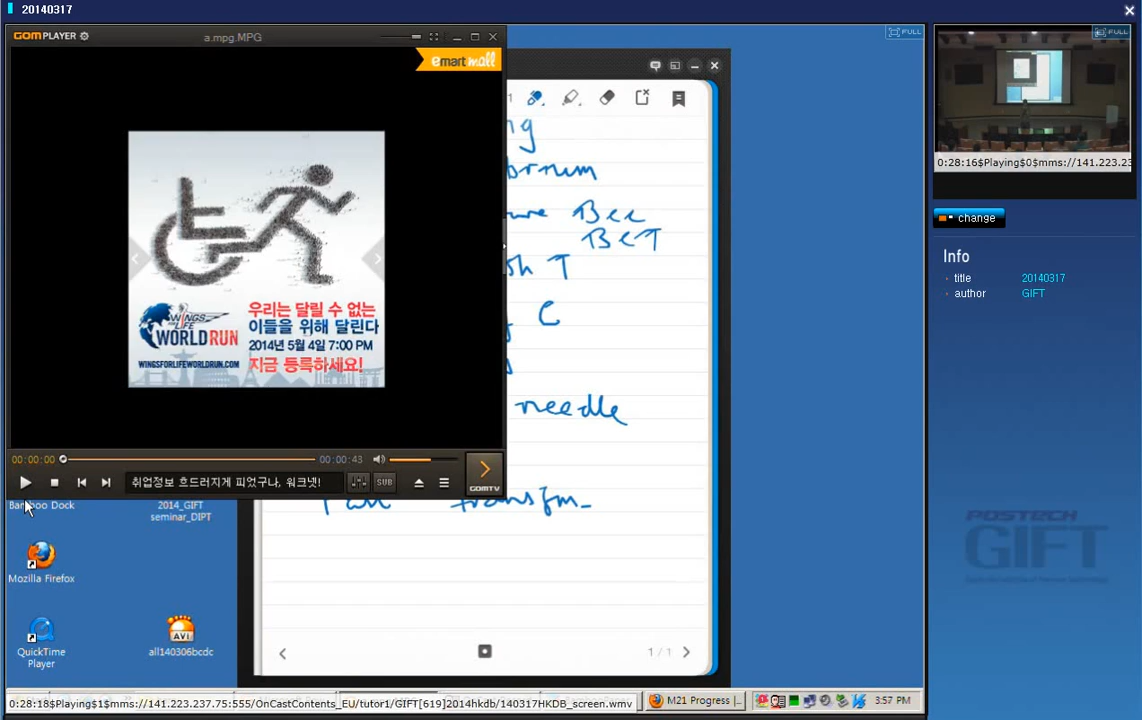 20140317
GOMPLAYER
a.mpg.MPG
emart mall
WINGS
FOR LIFE
WORLD RUN
WINGSFORLIFEWORLDRUN.COM
우리는 달릴 수 없는
이들을 위해 달린다
2014년 5월 4일 7:00 PM
지금 등록하세요!
00:00:00
00:00:43
취업정보 흐드러지게 피었구나, 워크넷!
SUB
GOMTV
BCC
BCT
T
C
needle
1 / 1
Bamboo Dock
2014_GIFT
seminar_DIPT
Mozilla Firefox
QuickTime
Player
AVI
all140306bcdc
M21 Progress |...
3:57 PM
0:28:18$Playing$1$mms://141.223.237.75:555/OnCastContents_EU/tutor1/GIFT[619]2014hkdb/140317HKDB_screen.wmv
FULL
FULL
0:28:16$Playing$0$mms://141.223.23
change
Info
title 20140317
author GIFT
POSTECH
GIFT